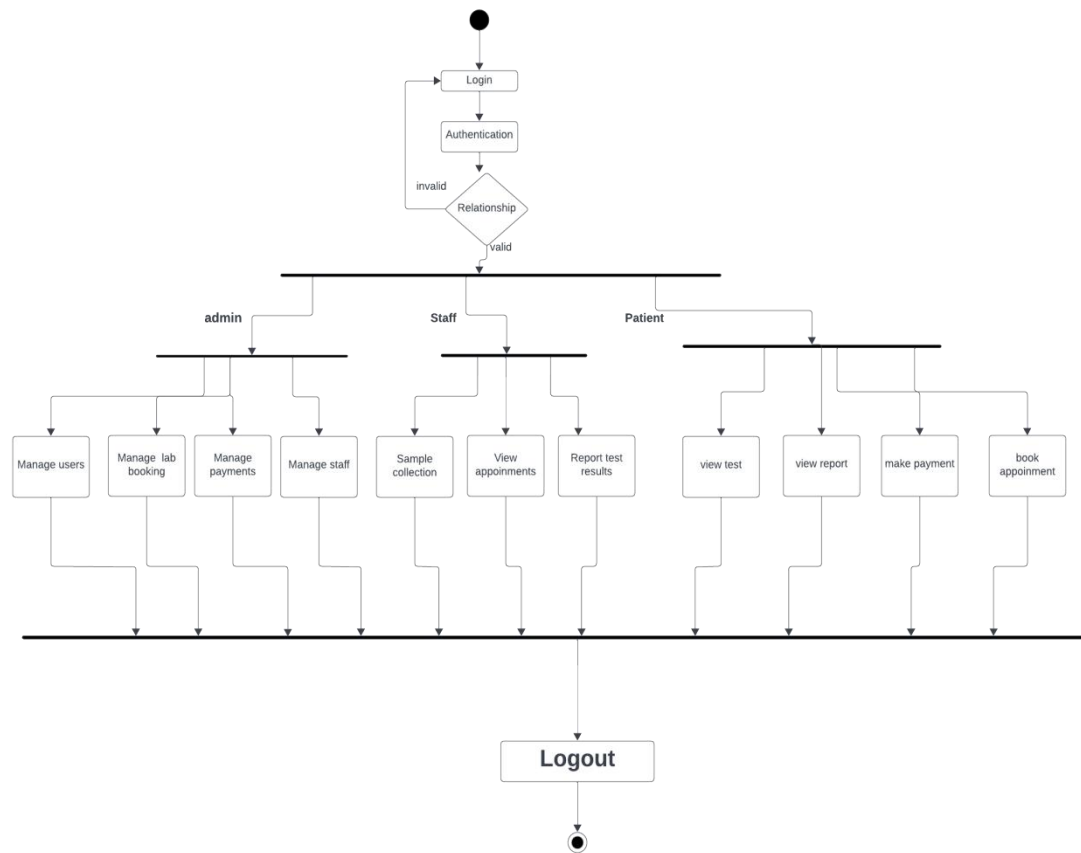 Login
Authentication
invalid
Relationship
valid
admin
Staff
Patient
Manage users
Manage lab
booking
Manage
payments
Manage staff
Sample
collection
View
appoinments
Report test
results
view test
view report
make payment
book
appoinment
Logout